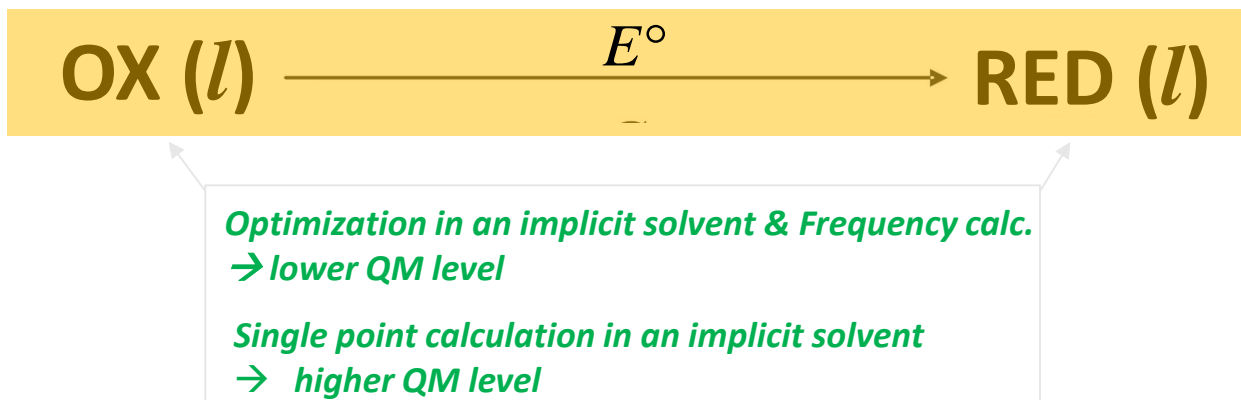 E°
OX (l) RED (l)
Optimization in an implicit solvent & Frequency calc.
→ lower QM level
Single point calculation in an implicit solvent
→ higher QM level